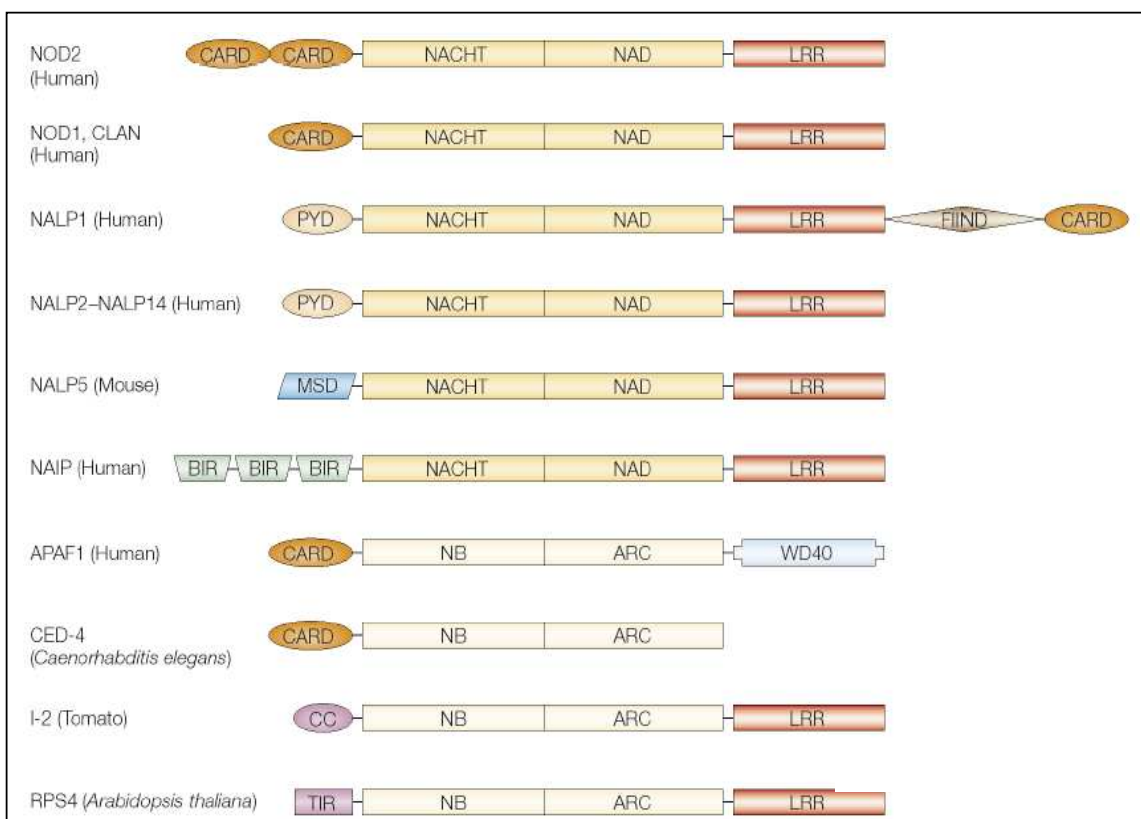 NOD2
(Human)
CARD CARD NACHT NAD LRR
NOD1, CLAN
(Human)
CARD NACHT NAD LRR
NALP1 (Human) PYD NACHT NAD LRR FIIND CARD
NALP2–NALP14 (Human) PYD NACHT NAD LRR
NALP5 (Mouse) MSD NACHT NAD LRR
NAIP (Human) BIR BIR BIR NACHT NAD LRR
APAF1 (Human) CARD NB ARC WD40
CED-4
(Caenorhabditis elegans)
CARD NB ARC
I-2 (Tomato) CC NB ARC LRR
RPS4 (Arabidopsis thaliana) TIR NB ARC LRR